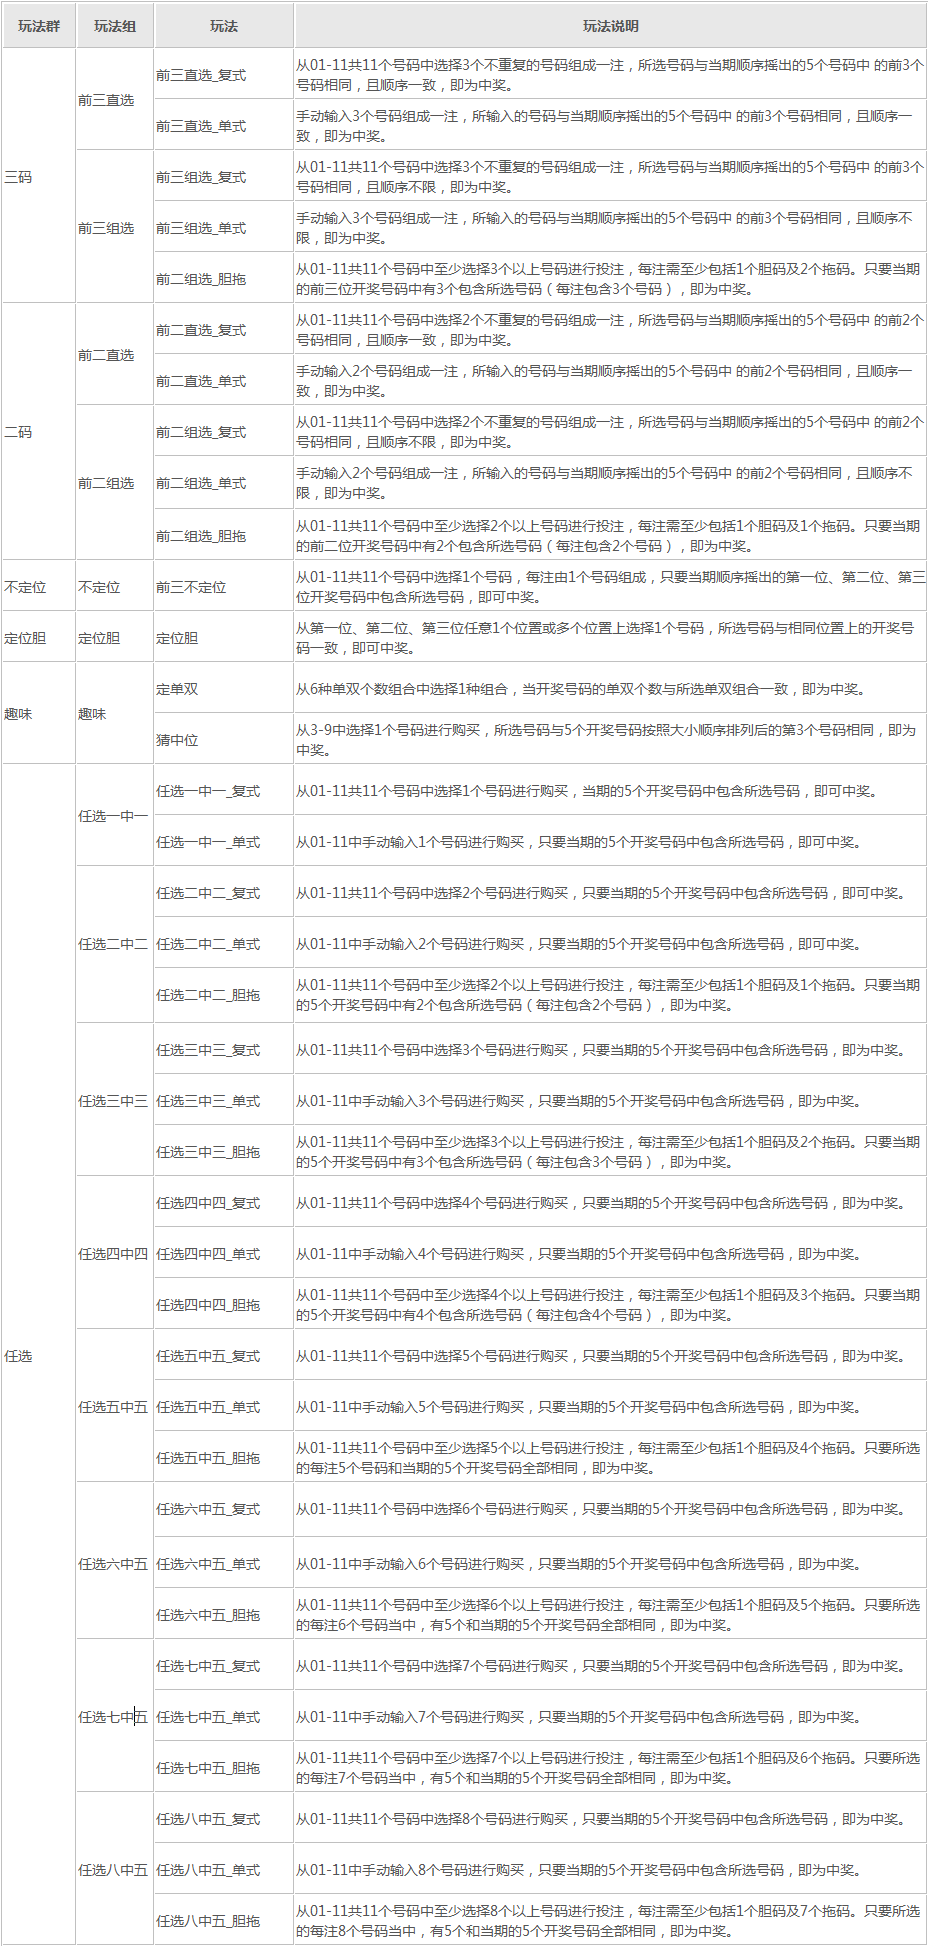 玩法群 玩法组 玩法 玩法说明
三码
前三直选
前三直选_复式
从01-11共11个号码中选择3个不重复的号码组成一注，所选号码与当期顺序摇出的5个号码中 的前3个
号码相同，且顺序一致，即为中奖。
前三直选_单式
手动输入3个号码组成一注，所输入的号码与当期顺序摇出的5个号码中 的前3个号码相同，且顺序一
致，即为中奖。
前三组选
前三组选_复式
从01-11共11个号码中选择3个不重复的号码组成一注，所选号码与当期顺序摇出的5个号码中 的前3个
号码相同，且顺序不限，即为中奖。
前三组选_单式
手动输入3个号码组成一注，所输入的号码与当期顺序摇出的5个号码中 的前3个号码相同，且顺序不
限，即为中奖。
前二组选_胆拖
从01-11共11个号码中至少选择3个以上号码进行投注，每注需至少包括1个胆码及2个拖码。只要当期
的前三位开奖号码中有3个包含所选号码（每注包含3个号码），即为中奖。
二码
前二直选
前二直选_复式
从01-11共11个号码中选择2个不重复的号码组成一注，所选号码与当期顺序摇出的5个号码中 的前2个
号码相同，且顺序一致，即为中奖。
前二直选_单式
手动输入2个号码组成一注，所输入的号码与当期顺序摇出的5个号码中 的前2个号码相同，且顺序一
致，即为中奖。
前二组选
前二组选_复式
从01-11共11个号码中选择2个不重复的号码组成一注，所选号码与当期顺序摇出的5个号码中 的前2个
号码相同，且顺序不限，即为中奖。
前二组选_单式
手动输入2个号码组成一注，所输入的号码与当期顺序摇出的5个号码中 的前2个号码相同，且顺序不
限，即为中奖。
前二组选_胆拖
从01-11共11个号码中至少选择2个以上号码进行投注，每注需至少包括1个胆码及1个拖码。只要当期
的前二位开奖号码中有2个包含所选号码（每注包含2个号码），即为中奖。
不定位 不定位 前三不定位
从01-11共11个号码中选择1个号码，每注由1个号码组成，只要当期顺序摇出的第一位、第二位、第三
位开奖号码中包含所选号码，即可中奖。
定位胆 定位胆 定位胆
从第一位、第二位、第三位任意1个位置或多个位置上选择1个号码，所选号码与相同位置上的开奖号
码一致，即可中奖。
趣味 趣味
定单双
从6种单双个数组合中选择1种组合，当开奖号码的单双个数与所选单双组合一致，即为中奖。
猜中位
从3-9中选择1个号码进行购买，所选号码与5个开奖号码按照大小顺序排列后的第3个号码相同，即为
中奖。
任选
任选一中一
任选一中一_复式
从01-11共11个号码中选择1个号码进行购买，当期的5个开奖号码中包含所选号码，即可中奖。
任选一中一_单式
从01-11中手动输入1个号码进行购买，只要当期的5个开奖号码中包含所选号码，即可中奖。
任选二中二
任选二中二_复式
从01-11共11个号码中选择2个号码进行购买，只要当期的5个开奖号码中包含所选号码，即可中奖。
任选二中二_单式
从01-11中手动输入2个号码进行购买，只要当期的5个开奖号码中包含所选号码，即可中奖。
任选二中二_胆拖
从01-11共11个号码中至少选择2个以上号码进行投注，每注需至少包括1个胆码及1个拖码。只要当期
的5个开奖号码中有2个包含所选号码（每注包含2个号码），即为中奖。
任选三中三
任选三中三_复式
从01-11共11个号码中选择3个号码进行购买，只要当期的5个开奖号码中包含所选号码，即为中奖。
任选三中三_单式
从01-11中手动输入3个号码进行购买，只要当期的5个开奖号码中包含所选号码，即为中奖。
任选三中三_胆拖
从01-11共11个号码中至少选择3个以上号码进行投注，每注需至少包括1个胆码及2个拖码。只要当期
的5个开奖号码中有3个包含所选号码（每注包含3个号码），即为中奖。
任选四中四
任选四中四_复式
从01-11共11个号码中选择4个号码进行购买，只要当期的5个开奖号码中包含所选号码，即为中奖。
任选四中四_单式
从01-11中手动输入4个号码进行购买，只要当期的5个开奖号码中包含所选号码，即为中奖。
任选四中四_胆拖
从01-11共11个号码中至少选择4个以上号码进行投注，每注需至少包括1个胆码及3个拖码。只要当期
的5个开奖号码中有4个包含所选号码（每注包含4个号码），即为中奖。
任选五中五
任选五中五_复式
从01-11共11个号码中选择5个号码进行购买，只要当期的5个开奖号码中包含所选号码，即为中奖。
任选五中五_单式
从01-11中手动输入5个号码进行购买，只要当期的5个开奖号码中包含所选号码，即为中奖。
任选五中五_胆拖
从01-11共11个号码中至少选择5个以上号码进行投注，每注需至少包括1个胆码及4个拖码。只要所选
的每注5个号码和当期的5个开奖号码全部相同，即为中奖。
任选六中五
任选六中五_复式
从01-11共11个号码中选择6个号码进行购买，只要当期的5个开奖号码中包含所选号码，即为中奖。
任选六中五_单式
从01-11中手动输入6个号码进行购买，只要当期的5个开奖号码中包含所选号码，即为中奖。
任选六中五_胆拖
从01-11共11个号码中至少选择6个以上号码进行投注，每注需至少包括1个胆码及5个拖码。只要所选
的每注6个号码当中，有5个和当期的5个开奖号码全部相同，即为中奖。
任选七中五
任选七中五_复式
从01-11共11个号码中选择7个号码进行购买，只要当期的5个开奖号码中包含所选号码，即为中奖。
任选七中五_单式
从01-11中手动输入7个号码进行购买，只要当期的5个开奖号码中包含所选号码，即为中奖。
任选七中五_胆拖
从01-11共11个号码中至少选择7个以上号码进行投注，每注需至少包括1个胆码及6个拖码。只要所选
的每注7个号码当中，有5个和当期的5个开奖号码全部相同，即为中奖。
任选八中五
任选八中五_复式
从01-11共11个号码中选择8个号码进行购买，只要当期的5个开奖号码中包含所选号码，即为中奖。
任选八中五_单式
从01-11中手动输入8个号码进行购买，只要当期的5个开奖号码中包含所选号码，即为中奖。
任选八中五_胆拖
从01-11共11个号码中至少选择8个以上号码进行投注，每注需至少包括1个胆码及7个拖码。只要所选
的每注8个号码当中，有5个和当期的5个开奖号码全部相同，即为中奖。